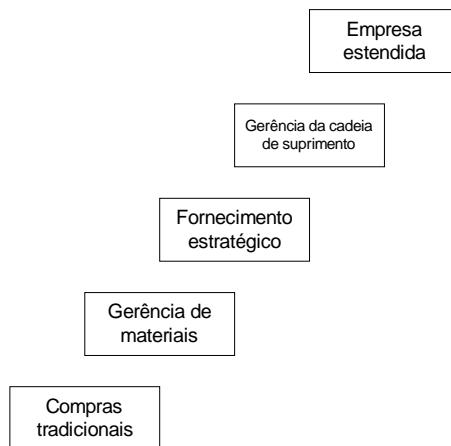 Empresa
estendida
Gerência da cadeia
de suprimento
Fornecimento
estratégico
Gerência de
materiais
Compras
tradicionais